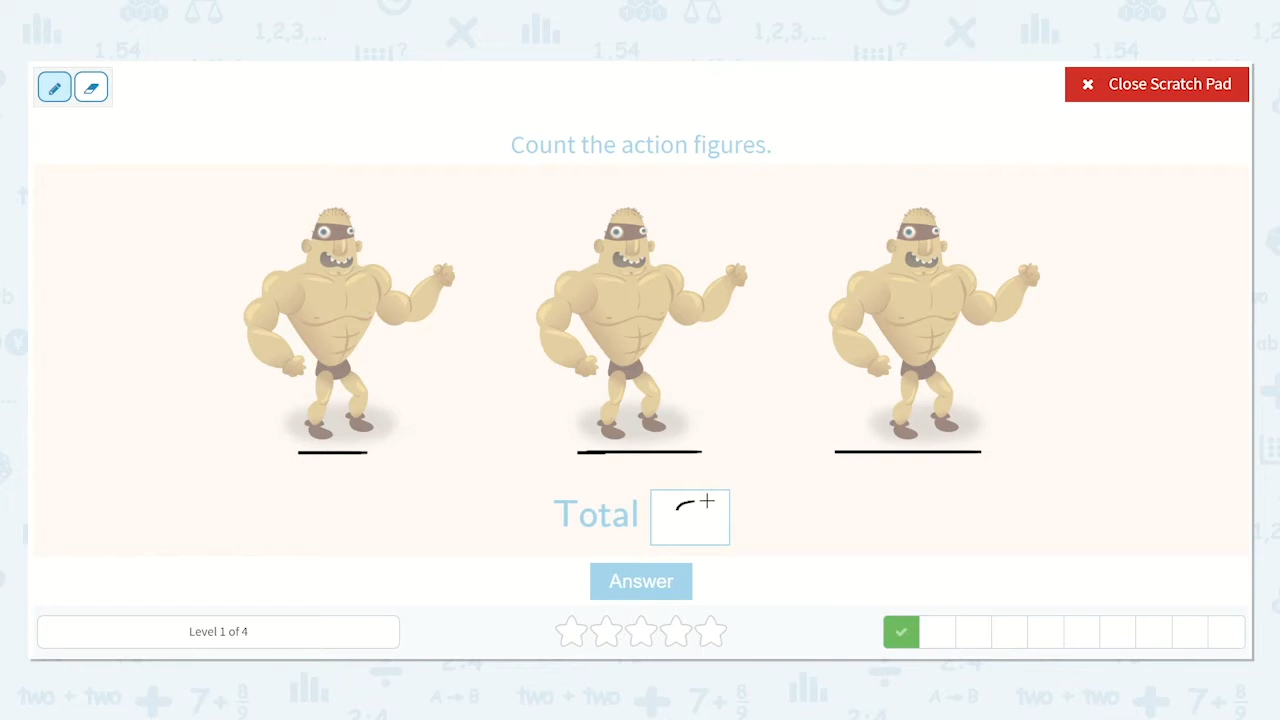 Close Scratch Pad
Count the action figures.
Total
Answer
Level 1 of 4